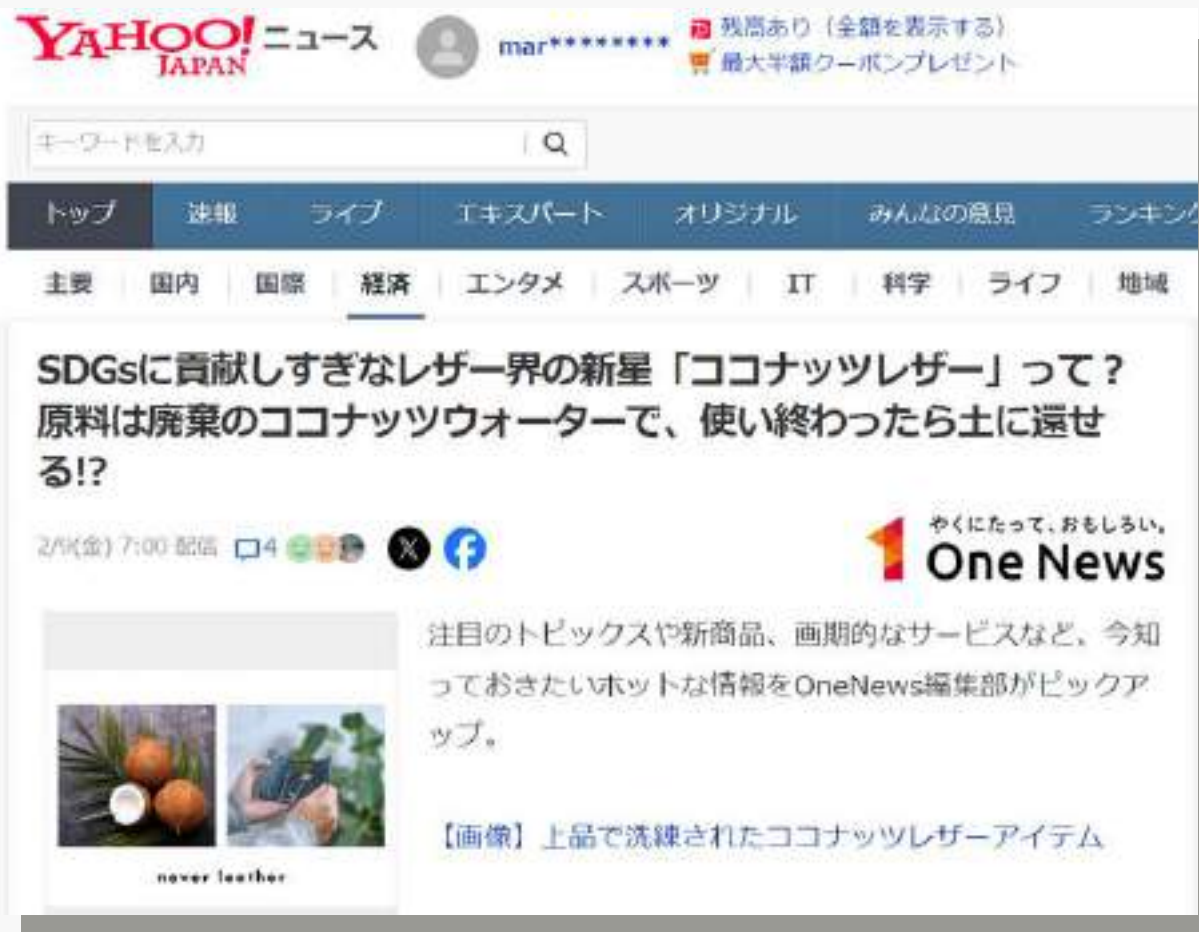 YAHOO! ニュース
JAPAN
mar********
残高あり（全額を表示する）
最大半額クーポンプレゼント
キーワードを入力
トップ 速報 ライブ エキスパート オリジナル みんなの意見 ランキング
主要 国内 国際 経済 エンタメ スポーツ IT 科学 ライフ 地域
SDGsに貢献しすぎなレザー界の新星「ココナッツレザー」って？
原料は廃棄のココナッツウォーターで、使い終わったら土に還せ
る!?
2/9(金) 7:00 配信 4
やくにたって、おもしろい。
One News
注目のトピックスや新商品、画期的なサービスなど、今知
っておきたいホットな情報をOneNews編集部がピックア
ップ。
【画像】上品で洗練されたココナッツレザーアイテム
never leather